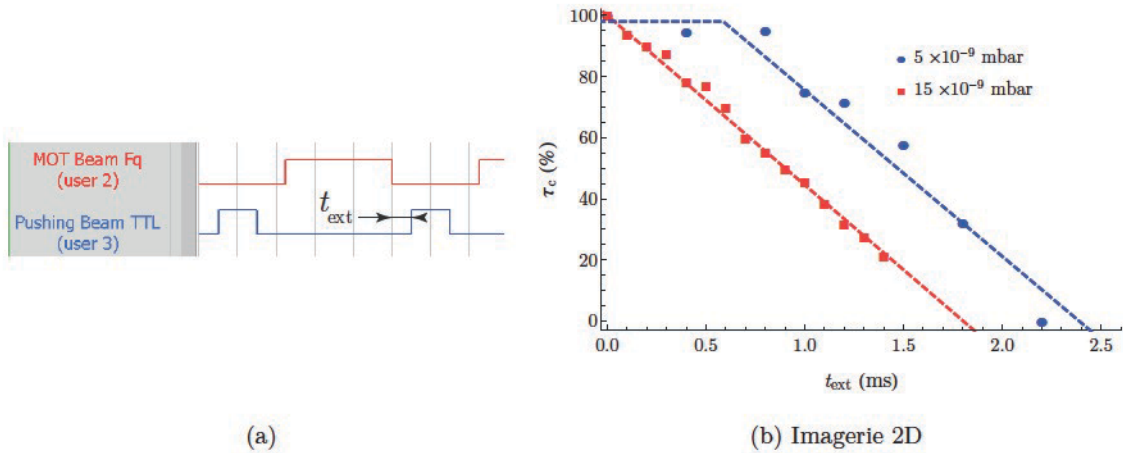 MOT Beam Fq
(user 2)
Pushing Beam TTL
(user 3)
t_ext
(a)
τ_c (%)
100
80
60
40
20
0
5 ×10⁻⁹ mbar
15 ×10⁻⁹ mbar
0.0 0.5 1.0 1.5 2.0 2.5
t_ext (ms)
(b) Imagerie 2D